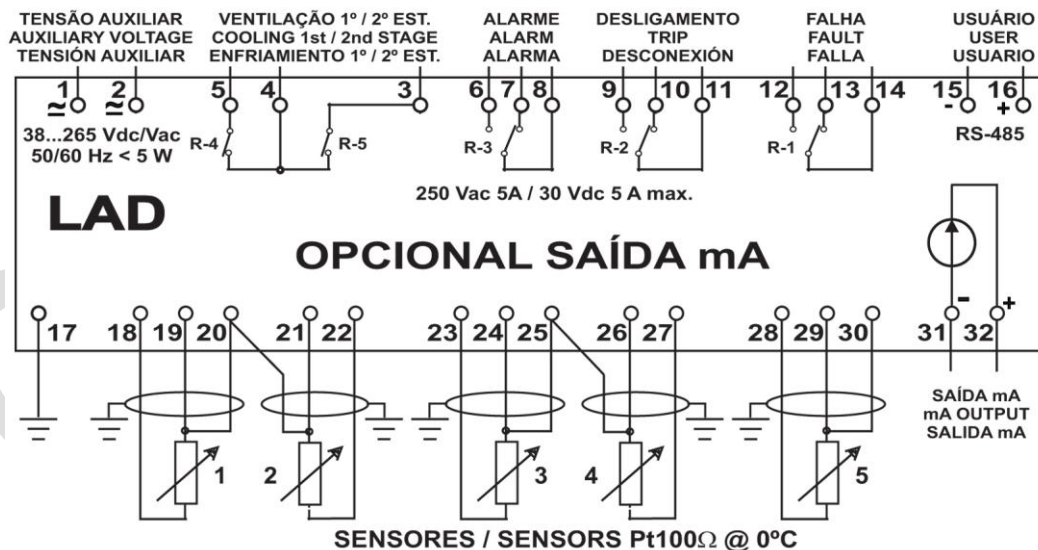 TENSÃO AUXILIAR
AUXILIARY VOLTAGE
TENSIÓN AUXILIAR
VENTILAÇÃO 1º / 2º EST.
COOLING 1st / 2nd STAGE
ENFRIAMIENTO 1º / 2º EST.
ALARME
ALARM
ALARMA
DESLIGAMENTO
TRIP
DESCONEXIÓN
FALHA
FAULT
FALLA
USUÁRIO
USER
USUARIO
1 2 5 4 3 6 7 8 9 10 11 12 13 14 15 16
≂ ≂ - +
38...265 Vdc/Vac
50/60 Hz < 5 W
R-4 R-5 R-3 R-2 R-1
RS-485
250 Vac 5A / 30 Vdc 5 A max.
LAD
OPCIONAL SAÍDA mA
- +
17 18 19 20 21 22 23 24 25 26 27 28 29 30 31 32
SAÍDA mA
mA OUTPUT
SALIDA mA
1 2 3 4 5
SENSORES / SENSORS Pt100Ω @ 0ºC